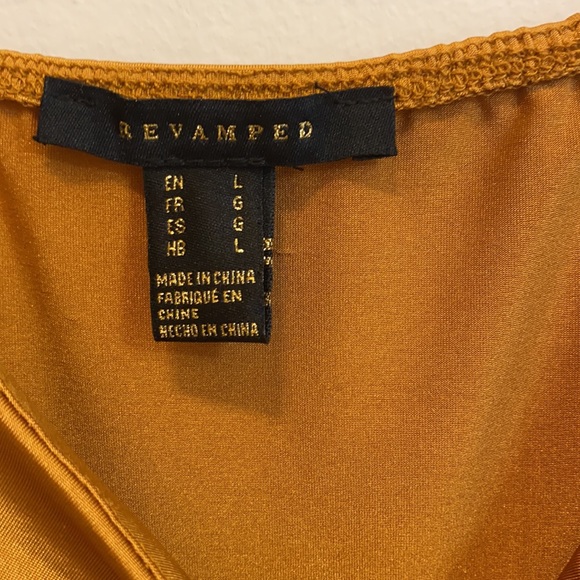 REVAMPED
EN L
FR G
ES G
HB L
MADE IN CHINA
FABRIQUÉ EN
CHINE
HECHO EN CHINA